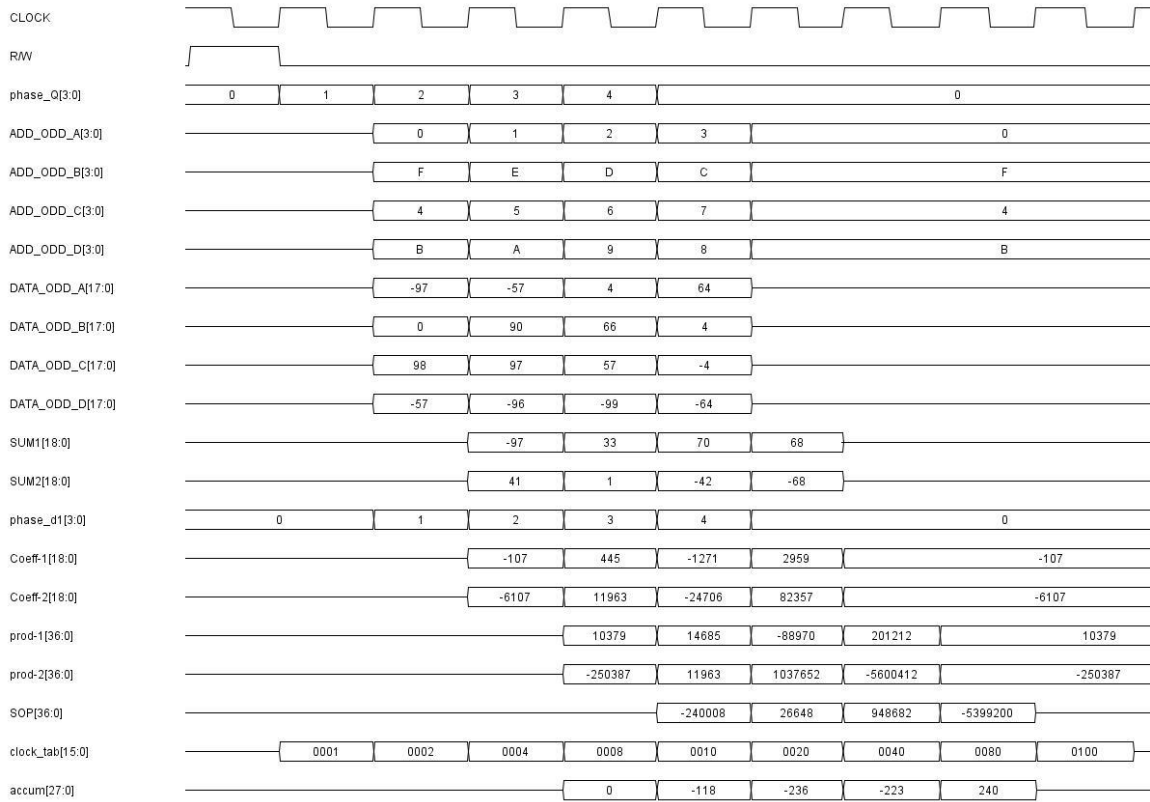 CLOCK
R/W
phase_Q[3:0] 0 1 2 3 4 0
ADD_ODD_A[3:0] 0 1 2 3 0
ADD_ODD_B[3:0] F E D C F
ADD_ODD_C[3:0] 4 5 6 7 4
ADD_ODD_D[3:0] B A 9 8 B
DATA_ODD_A[17:0] -97 -57 4 64
DATA_ODD_B[17:0] 0 90 66 4
DATA_ODD_C[17:0] 98 97 57 -4
DATA_ODD_D[17:0] -57 -96 -99 -64
SUM1[18:0] -97 33 70 68
SUM2[18:0] 41 1 -42 -68
phase_d1[3:0] 0 1 2 3 4 0
Coeff-1[18:0] -107 445 -1271 2959 -107
Coeff-2[18:0] -6107 11963 -24706 82357 -6107
prod-1[36:0] 10379 14685 -88970 201212 10379
prod-2[36:0] -250387 11963 1037652 -5600412 -250387
SOP[36:0] -240008 26648 948682 -5399200
clock_tab[15:0] 0001 0002 0004 0008 0010 0020 0040 0080 0100
accum[27:0] 0 -118 -236 -223 240